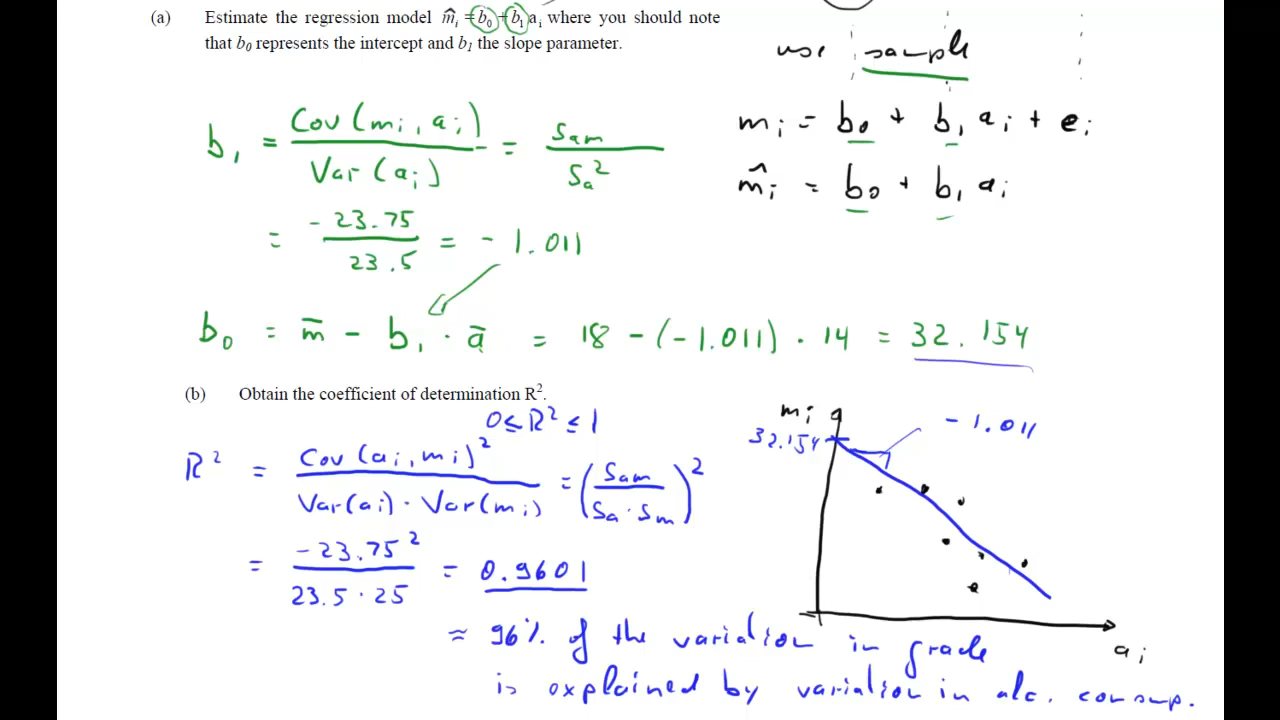 (a) Estimate the regression model m̂ᵢ = b₀ + b₁aᵢ where you should note
that b₀ represents the intercept and b₁ the slope parameter.
use sample
mᵢ = b₀ + b₁ aᵢ + eᵢ
m̂ᵢ = b₀ + b₁ aᵢ
b₁ = Cov(mᵢ, aᵢ) / Var(aᵢ) = Sam / Sa²
= -23.75 / 23.5 = -1.011
b₀ = m̄ - b₁ · ā = 18 - (-1.011) · 14 = 32.154
(b) Obtain the coefficient of determination R².
0 ≤ R² ≤ 1
R² = Cov(aᵢ, mᵢ)² / Var(aᵢ) · Var(mᵢ) = (Sam / Sa · Sm)²
= -23.75² / 23.5 · 25 = 0.9601
≈ 96% of the variation in grade
is explained by variation in alc. consump.
mᵢ
32.154
-1.011
aᵢ